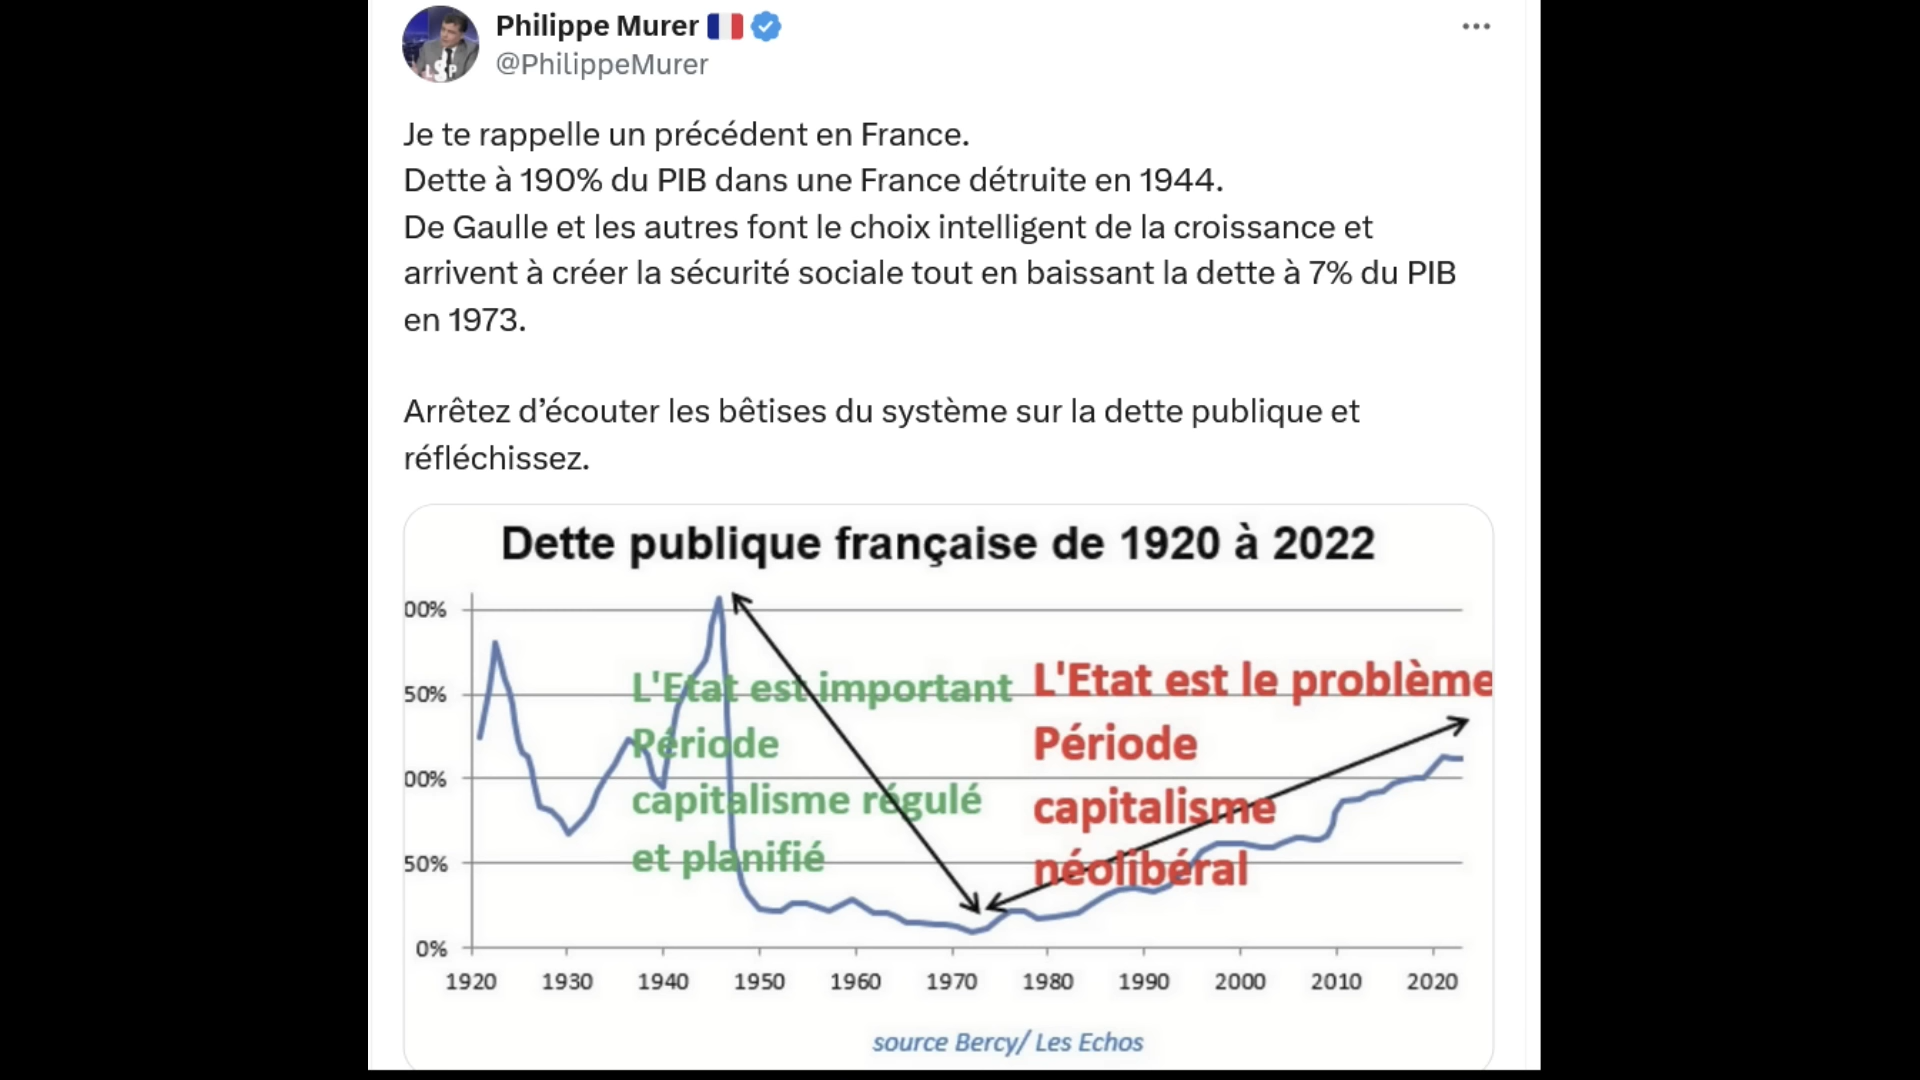 Philippe Murer
@PhilippeMurer
Je te rappelle un précédent en France.
Dette à 190% du PIB dans une France détruite en 1944.
De Gaulle et les autres font le choix intelligent de la croissance et
arrivent à créer la sécurité sociale tout en baissant la dette à 7% du PIB
en 1973.
Arrêtez d’écouter les bêtises du système sur la dette publique et
réfléchissez.
Dette publique française de 1920 à 2022
00%
50%
00%
50%
0%
L'Etat est important
Période
capitalisme régulé
et planifié
L'Etat est le problème
Période
capitalisme
néolibéral
1920 1930 1940 1950 1960 1970 1980 1990 2000 2010 2020
source Bercy/ Les Echos